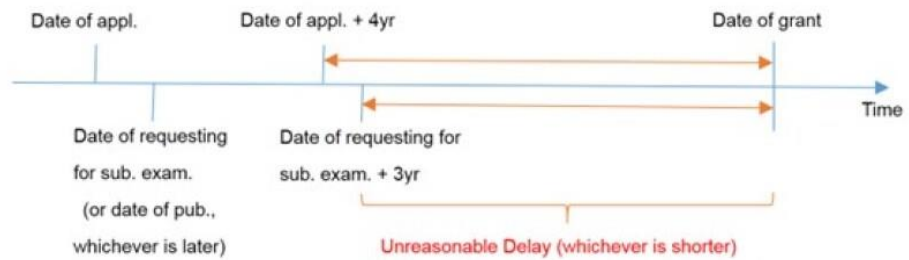 Date of appl.
Date of appl. + 4yr
Date of grant
Time
Date of requesting
for sub. exam.
(or date of pub.,
whichever is later)
Date of requesting for
sub. exam. + 3yr
Unreasonable Delay (whichever is shorter)